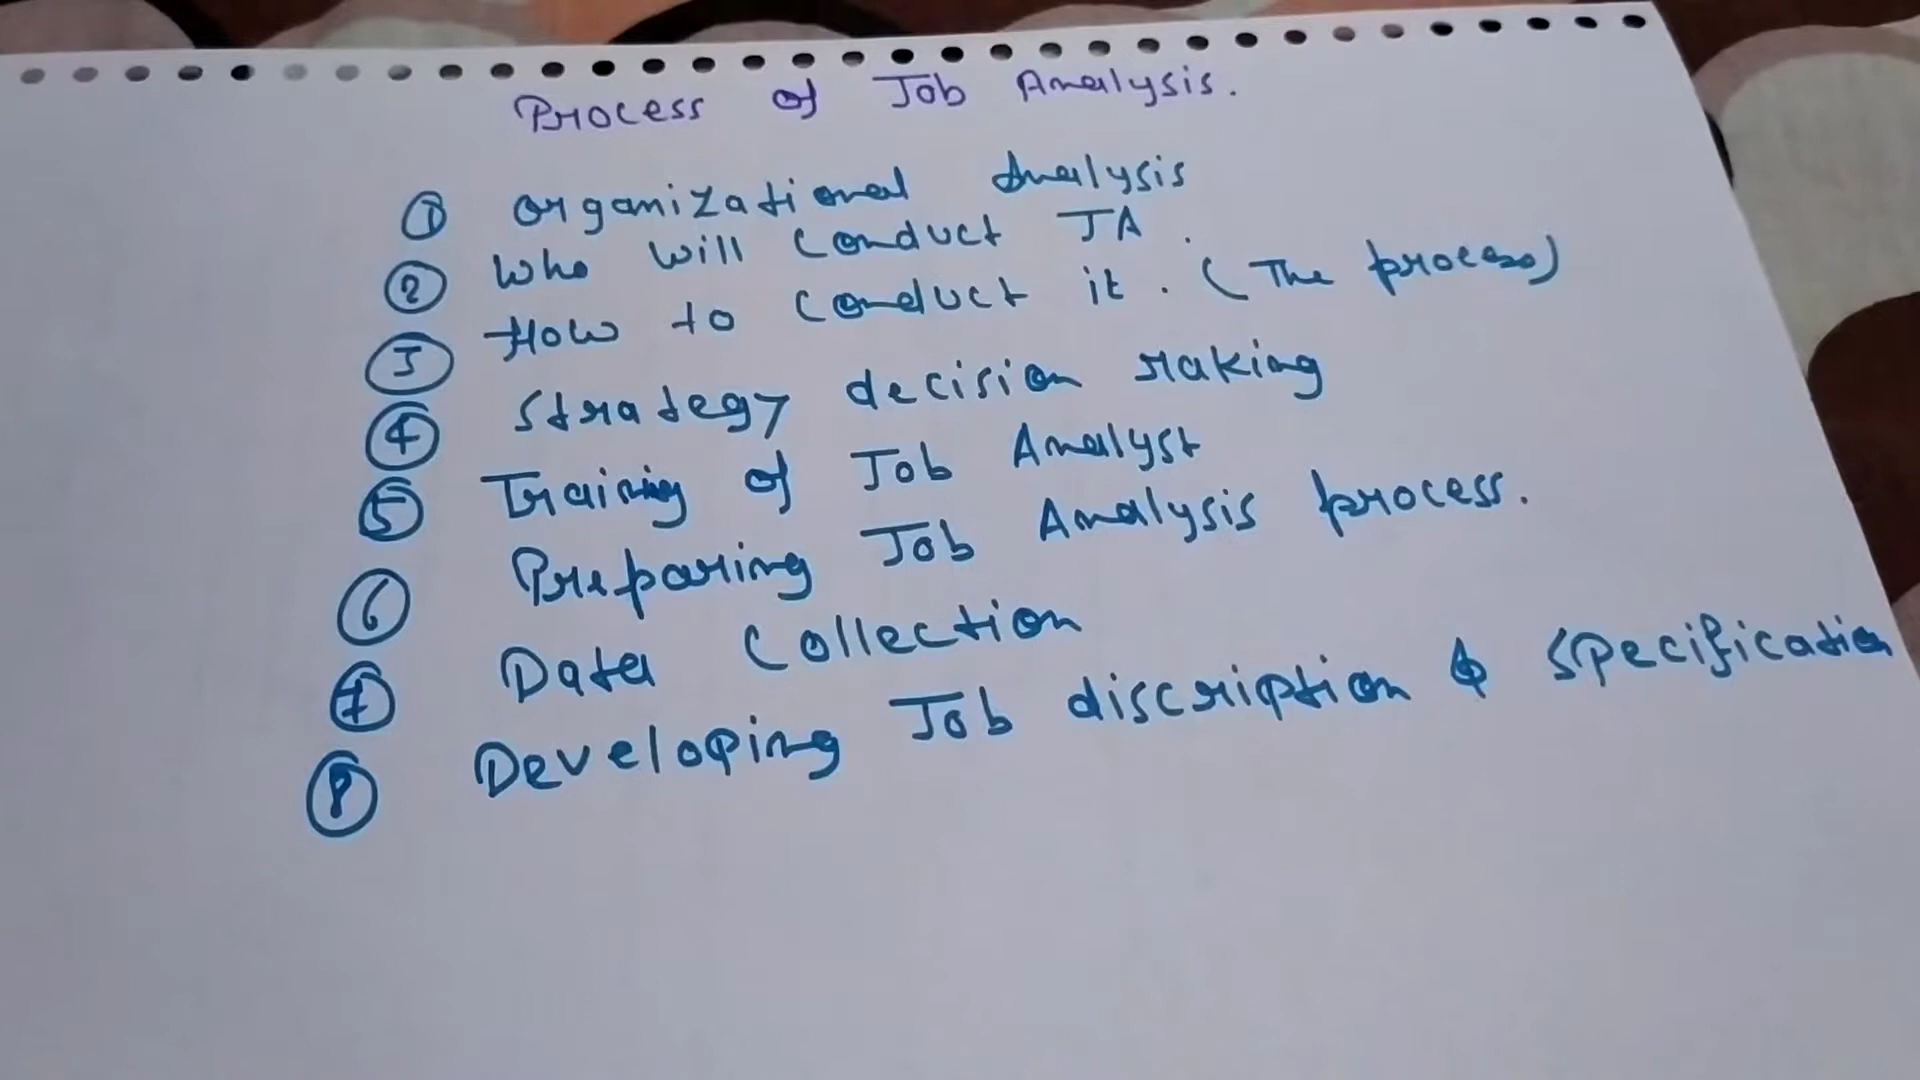 Process of Job Analysis.
① Organizational Analysis
② Who will Conduct JA.
③ How to Conduct it. (The process)
④ Strategy decision Making
⑤ Training of Job Analyst
⑥ Preparing Job Analysis process.
⑦ Data Collection
⑧ Developing Job discription & Specification